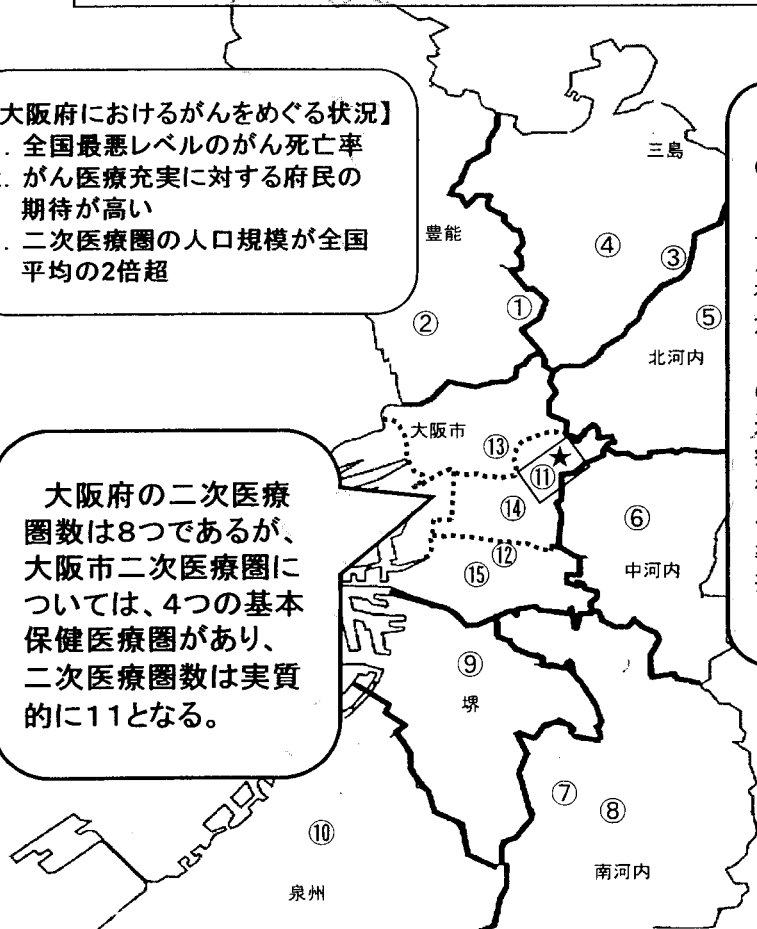 大阪府におけるがんをめぐる状況】
. 全国最悪レベルのがん死亡率
. がん医療充実に対する府民の
期待が高い
. 二次医療圏の人口規模が全国
平均の2倍超
三島
豊能
④
③
①
②
⑤
北河内
大阪市
⑬
★
⑪
⑭
⑥
⑫
⑮
中河内
大阪府の二次医療
圏数は8つであるが、
大阪市二次医療圏に
ついては、4つの基本
保健医療圏があり、
二次医療圏数は実質
的に11となる。
⑨
堺
⑦
⑧
⑩
南河内
泉州